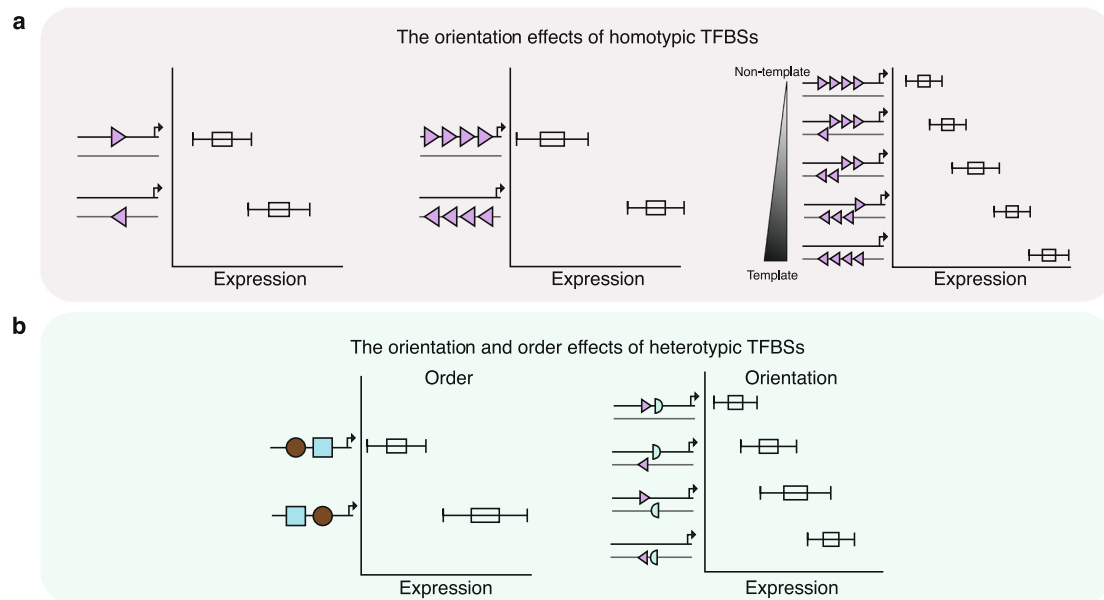 a
The orientation effects of homotypic TFBSs
Expression
Expression
Non-template
Template
Expression
b
The orientation and order effects of heterotypic TFBSs
Order
Expression
Orientation
Expression